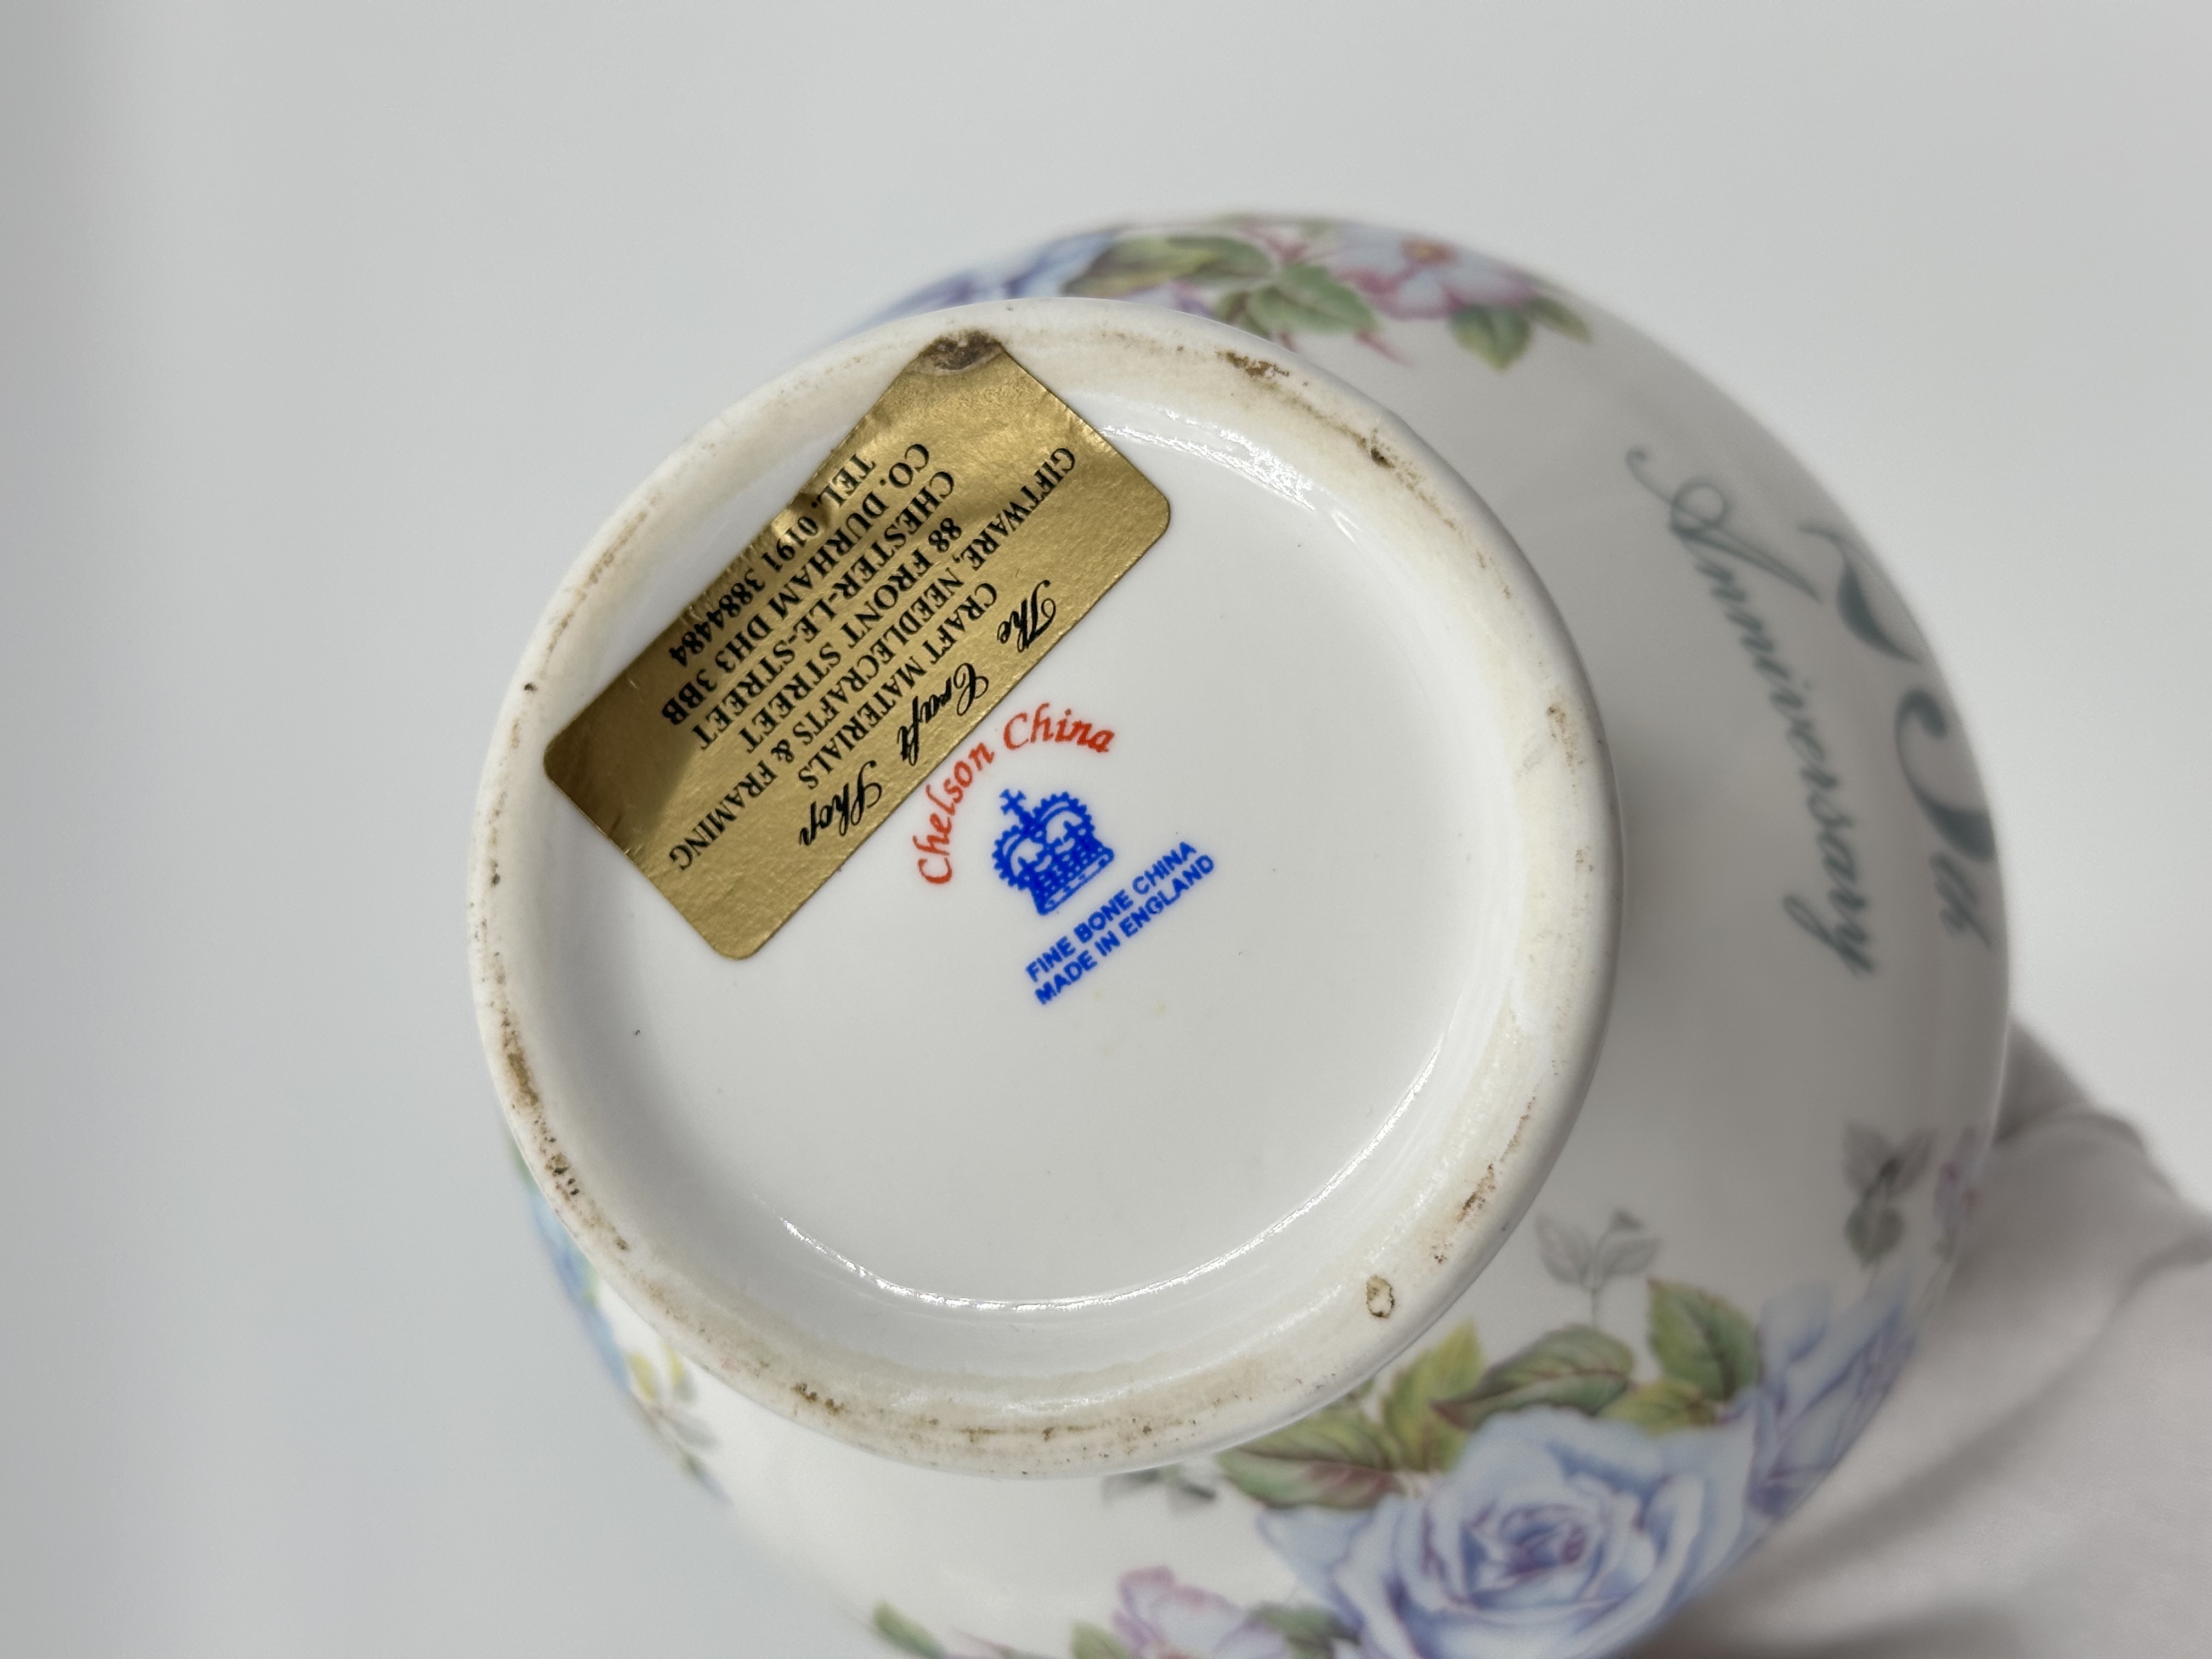 The Craft Shop
CRAFT MATERIALS
GIFTWARE, NEEDLECRAFTS & FRAMING
88 FRONT STREET
CHESTER-LE-STREET
CO. DURHAM DH3 3BB
TEL. 0191 3884484
Chelson China
FINE BONE CHINA
MADE IN ENGLAND
25th
Anniversary